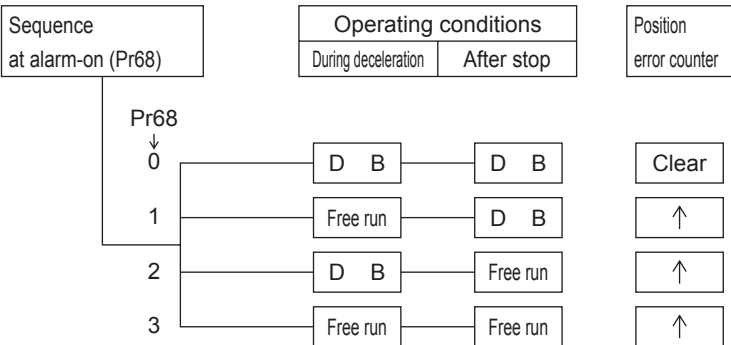 Sequence
at alarm-on (Pr68)
Operating conditions
During deceleration After stop
Position
error counter
Pr68
↓
0 D B D B Clear
1 Free run D B ↑
2 D B Free run ↑
3 Free run Free run ↑